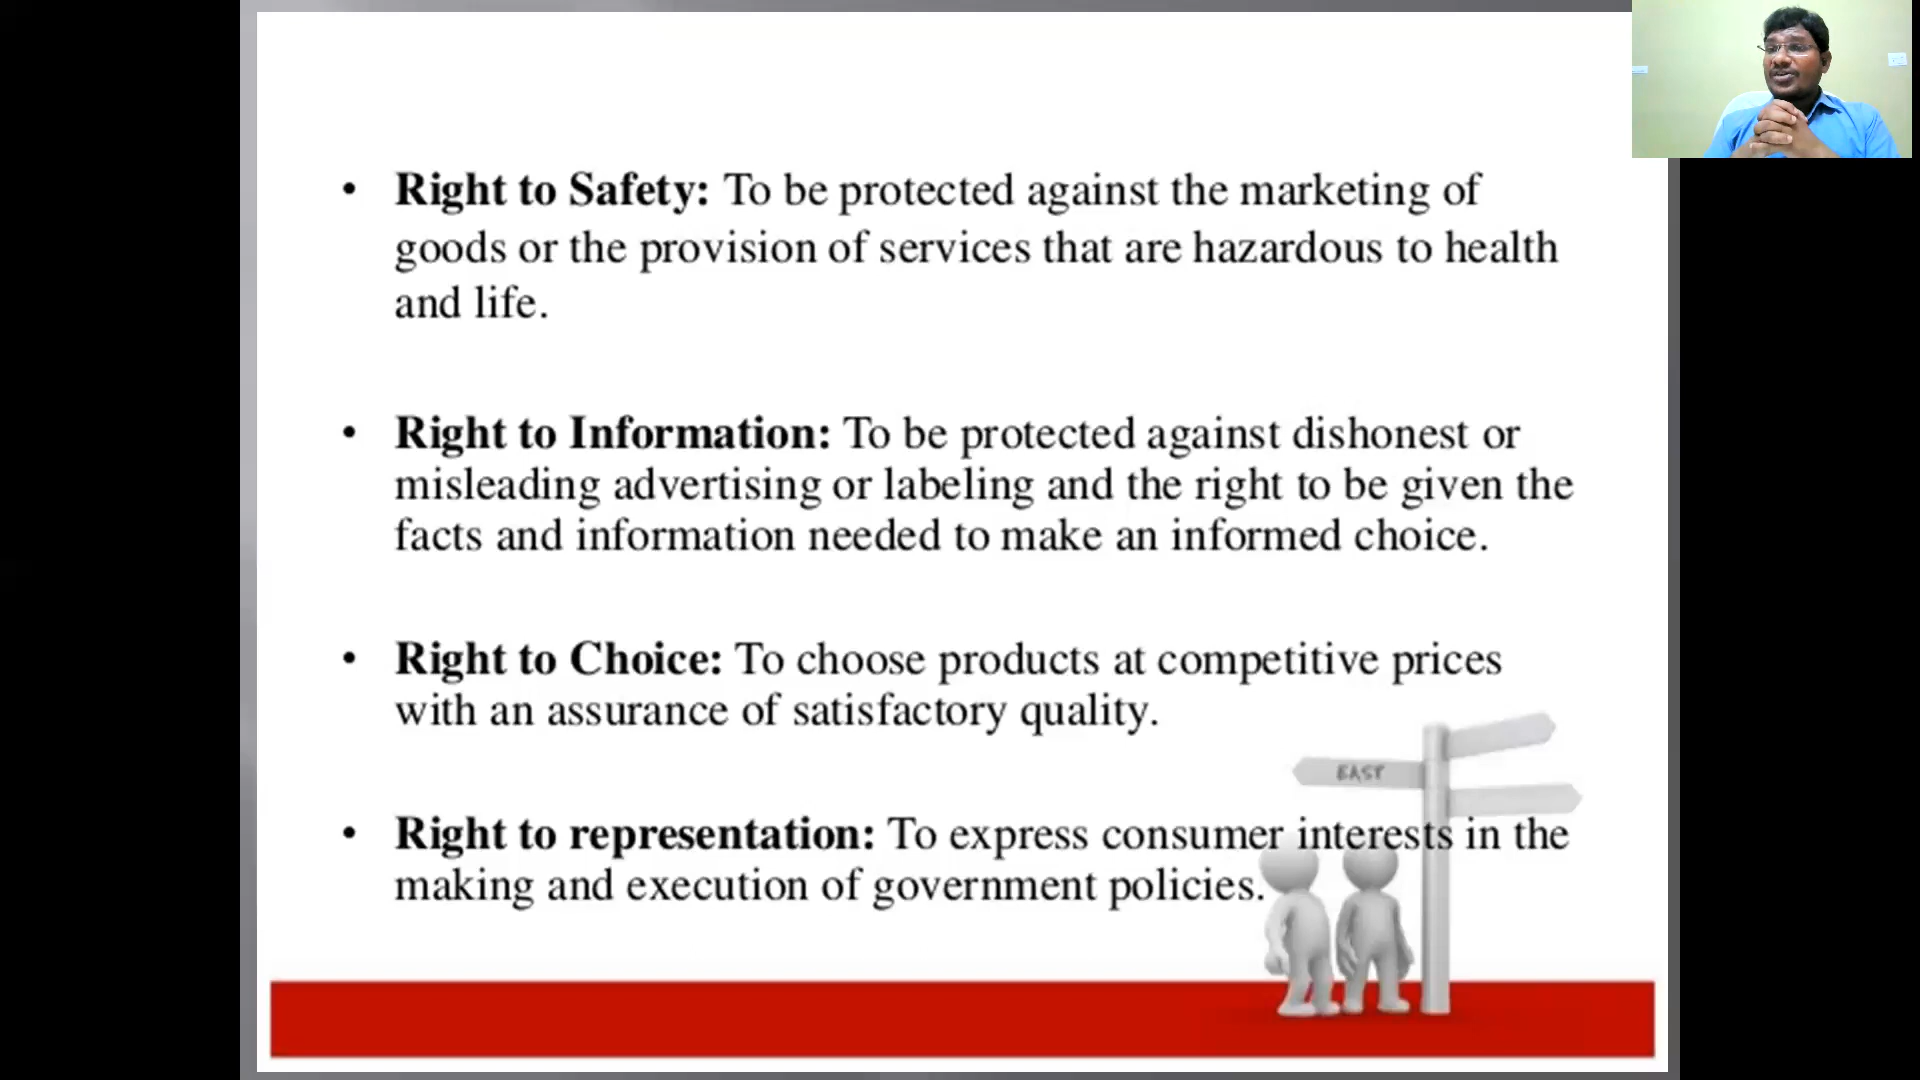 • Right to Safety: To be protected against the marketing of
goods or the provision of services that are hazardous to health
and life.
• Right to Information: To be protected against dishonest or
misleading advertising or labeling and the right to be given the
facts and information needed to make an informed choice.
• Right to Choice: To choose products at competitive prices
with an assurance of satisfactory quality.
EAST
• Right to representation: To express consumer interests in the
making and execution of government policies.